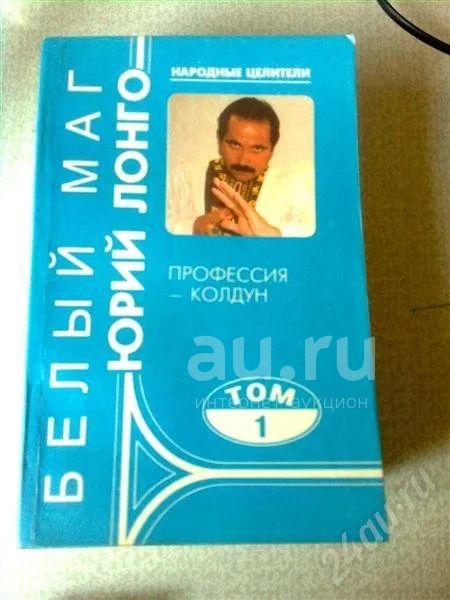 БЕЛЫЙ МАГ
ЮРИЙ ЛОНГО
НАРОДНЫЕ ЦЕЛИТЕЛИ
ПРОФЕССИЯ
– КОЛДУН
au.ru
интернет-аукцион
ТОМ
1
24au.ru